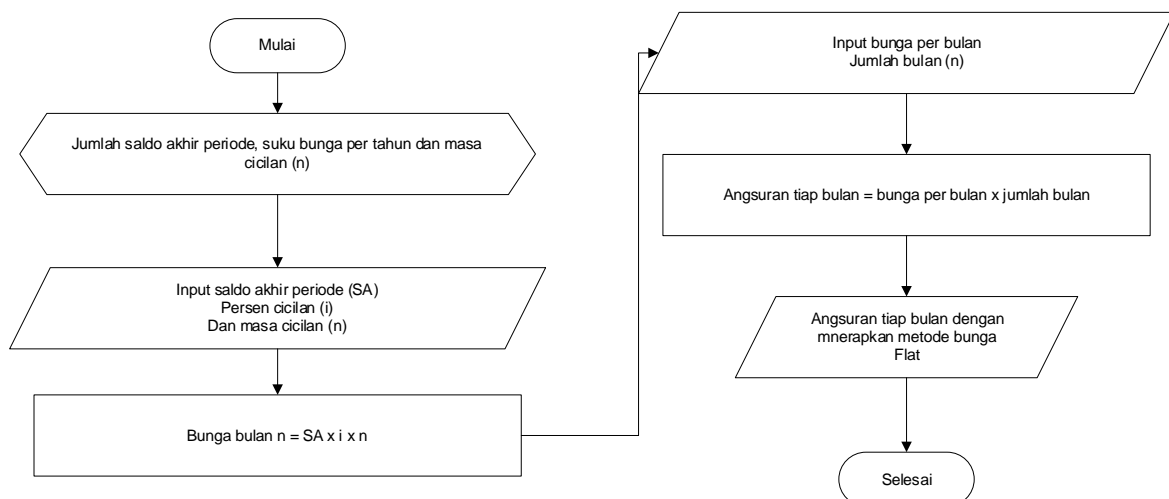 Mulai
Jumlah saldo akhir periode, suku bunga per tahun dan masa
cicilan (n)
Input saldo akhir periode (SA)
Persen cicilan (i)
Dan masa cicilan (n)
Bunga bulan n = SA x i x n
Input bunga per bulan
Jumlah bulan (n)
Angsuran tiap bulan = bunga per bulan x jumlah bulan
Angsuran tiap bulan dengan
mnerapkan metode bunga
Flat
Selesai